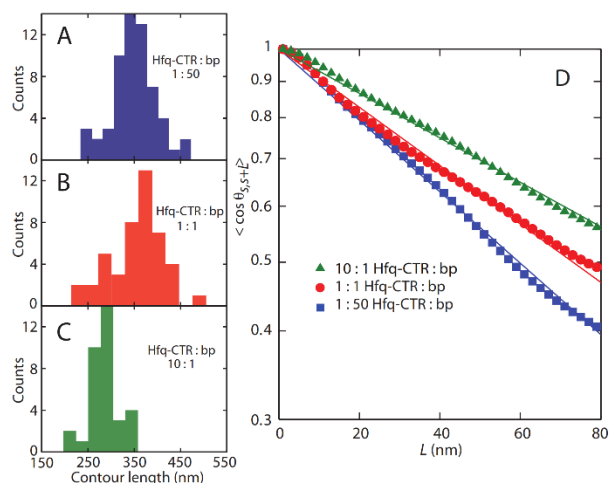 A
Hfq-CTR : bp
1 : 50
Counts
12
8
4
0
B
Hfq-CTR : bp
1 : 1
Counts
12
8
4
0
C
Hfq-CTR : bp
10 : 1
Counts
12
8
4
0
150 250 350 450 550
Contour length (nm)
D
< cos θs,s+L>
1
0.9
0.8
0.7
0.6
0.5
0.4
0.3
10 : 1 Hfq-CTR : bp
1 : 1 Hfq-CTR : bp
1 : 50 Hfq-CTR : bp
0 20 40 60 80
L (nm)